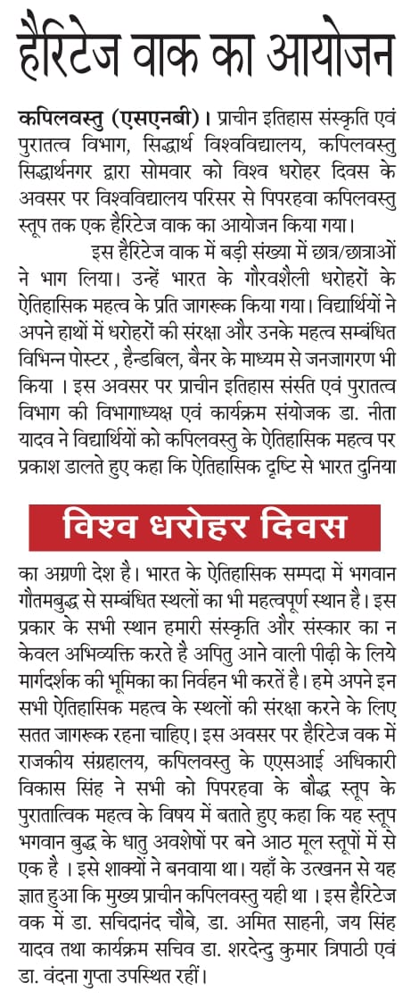 हैरिटेज वाक का आयोजन
कपिलवस्तु (एसएनबी)। प्राचीन इतिहास संस्कृति एवं
पुरातत्व विभाग, सिद्धार्थ विश्वविद्यालय, कपिलवस्तु
सिद्धार्थनगर द्वारा सोमवार को विश्व धरोहर दिवस के
अवसर पर विश्वविद्यालय परिसर से पिपरहवा कपिलवस्तु
स्तूप तक एक हैरिटेज वाक का आयोजन किया गया।
इस हैरिटेज वाक में बड़ी संख्या में छात्र/छात्राओं
ने भाग लिया। उन्हें भारत के गौरवशैली धरोहरों के
ऐतिहासिक महत्व के प्रति जागरूक किया गया। विद्यार्थियों ने
अपने हाथों में धरोहरों की संरक्षा और उनके महत्व सम्बंधित
विभिन्न पोस्टर , हैन्डबिल, बैनर के माध्यम से जनजागरण भी
किया । इस अवसर पर प्राचीन इतिहास संसति एवं पुरातत्व
विभाग की विभागाध्यक्ष एवं कार्यक्रम संयोजक डा. नीता
यादव ने विद्यार्थियों को कपिलवस्तु के ऐतिहासिक महत्व पर
प्रकाश डालते हुए कहा कि ऐतिहासिक दृष्टि से भारत दुनिया
विश्व धरोहर दिवस
का अग्रणी देश है। भारत के ऐतिहासिक सम्पदा में भगवान
गौतमबुद्ध से सम्बंधित स्थलों का भी महत्वपूर्ण स्थान है। इस
प्रकार के सभी स्थान हमारी संस्कृति और संस्कार का न
केवल अभिव्यक्ति करते है अपितु आने वाली पीढ़ी के लिये
मार्गदर्शक की भूमिका का निर्वहन भी करतें है। हमे अपने इन
सभी ऐतिहासिक महत्व के स्थलों की संरक्षा करने के लिए
सतत जागरूक रहना चाहिए। इस अवसर पर हैरिटेज वक में
राजकीय संग्रहालय, कपिलवस्तु के एएसआई अधिकारी
विकास सिंह ने सभी को पिपरहवा के बौद्ध स्तूप के
पुरातात्विक महत्व के विषय में बताते हुए कहा कि यह स्तूप
भगवान बुद्ध के धातु अवशेषों पर बने आठ मूल स्तूपों में से
एक है । इसे शाक्यों ने बनवाया था। यहाँ के उत्खनन से यह
ज्ञात हुआ कि मुख्य प्राचीन कपिलवस्तु यही था । इस हैरिटेज
वक में डा. सचिदानंद चौबे, डा. अमित साहनी, जय सिंह
यादव तथा कार्यक्रम सचिव डा. शरदेन्दु कुमार त्रिपाठी एवं
डा. वंदना गुप्ता उपस्थित रहीं।